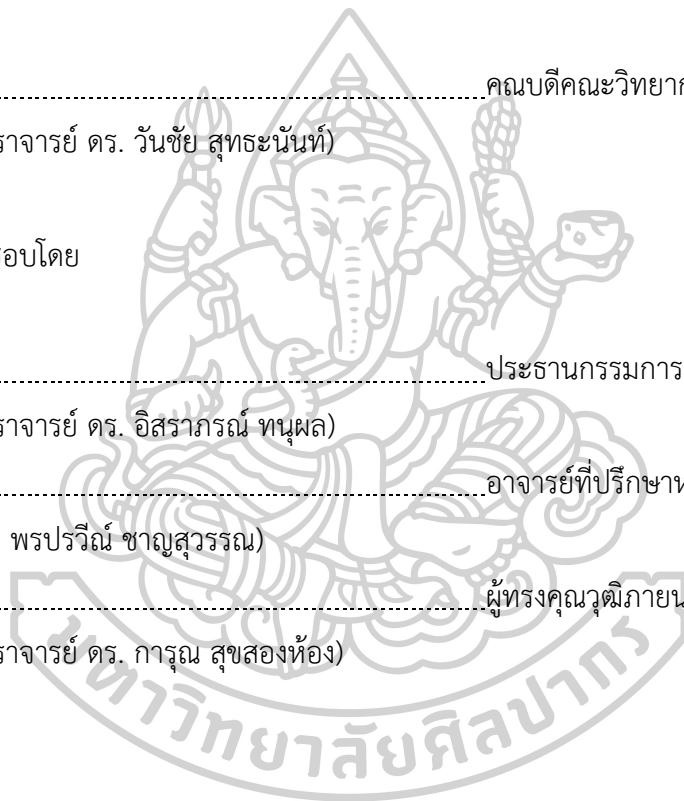 คณบดีคณะวิทยาก
ราจารย์ ดร. วันชัย สุทธะนันท์)
สอบโดย
ประธานกรรมการ
ราจารย์ ดร. อิสราภรณ์ ทนุผล)
อาจารย์ที่ปรึกษาห
พรปรวีณ์ ชาญสุวรรณ)
ผู้ทรงคุณวุฒิภายน
ราจารย์ ดร. การุณ สุขสองห้อง)
มหาวิทยาลัยศิลปากร